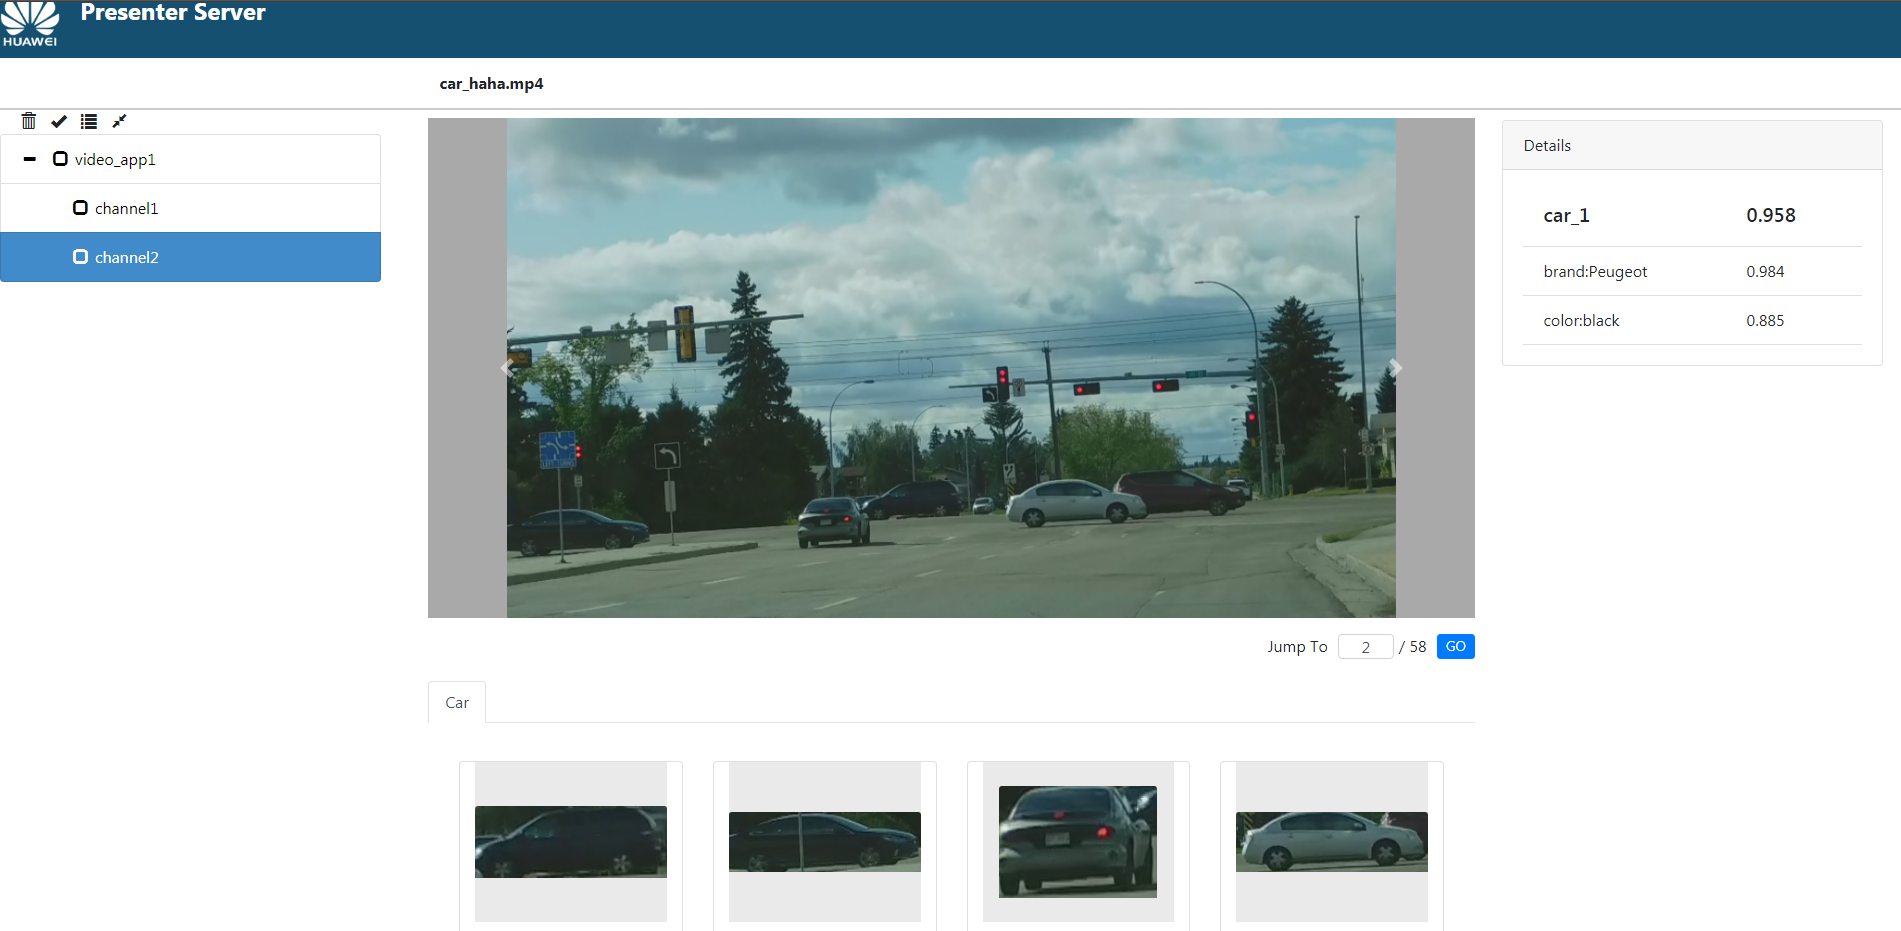 HUAWEI
Presenter Server
car_haha.mp4
video_app1
channel1
channel2
Details
car_1 0.958
brand:Peugeot 0.984
color:black 0.885
Jump To 2 / 58 GO
Car